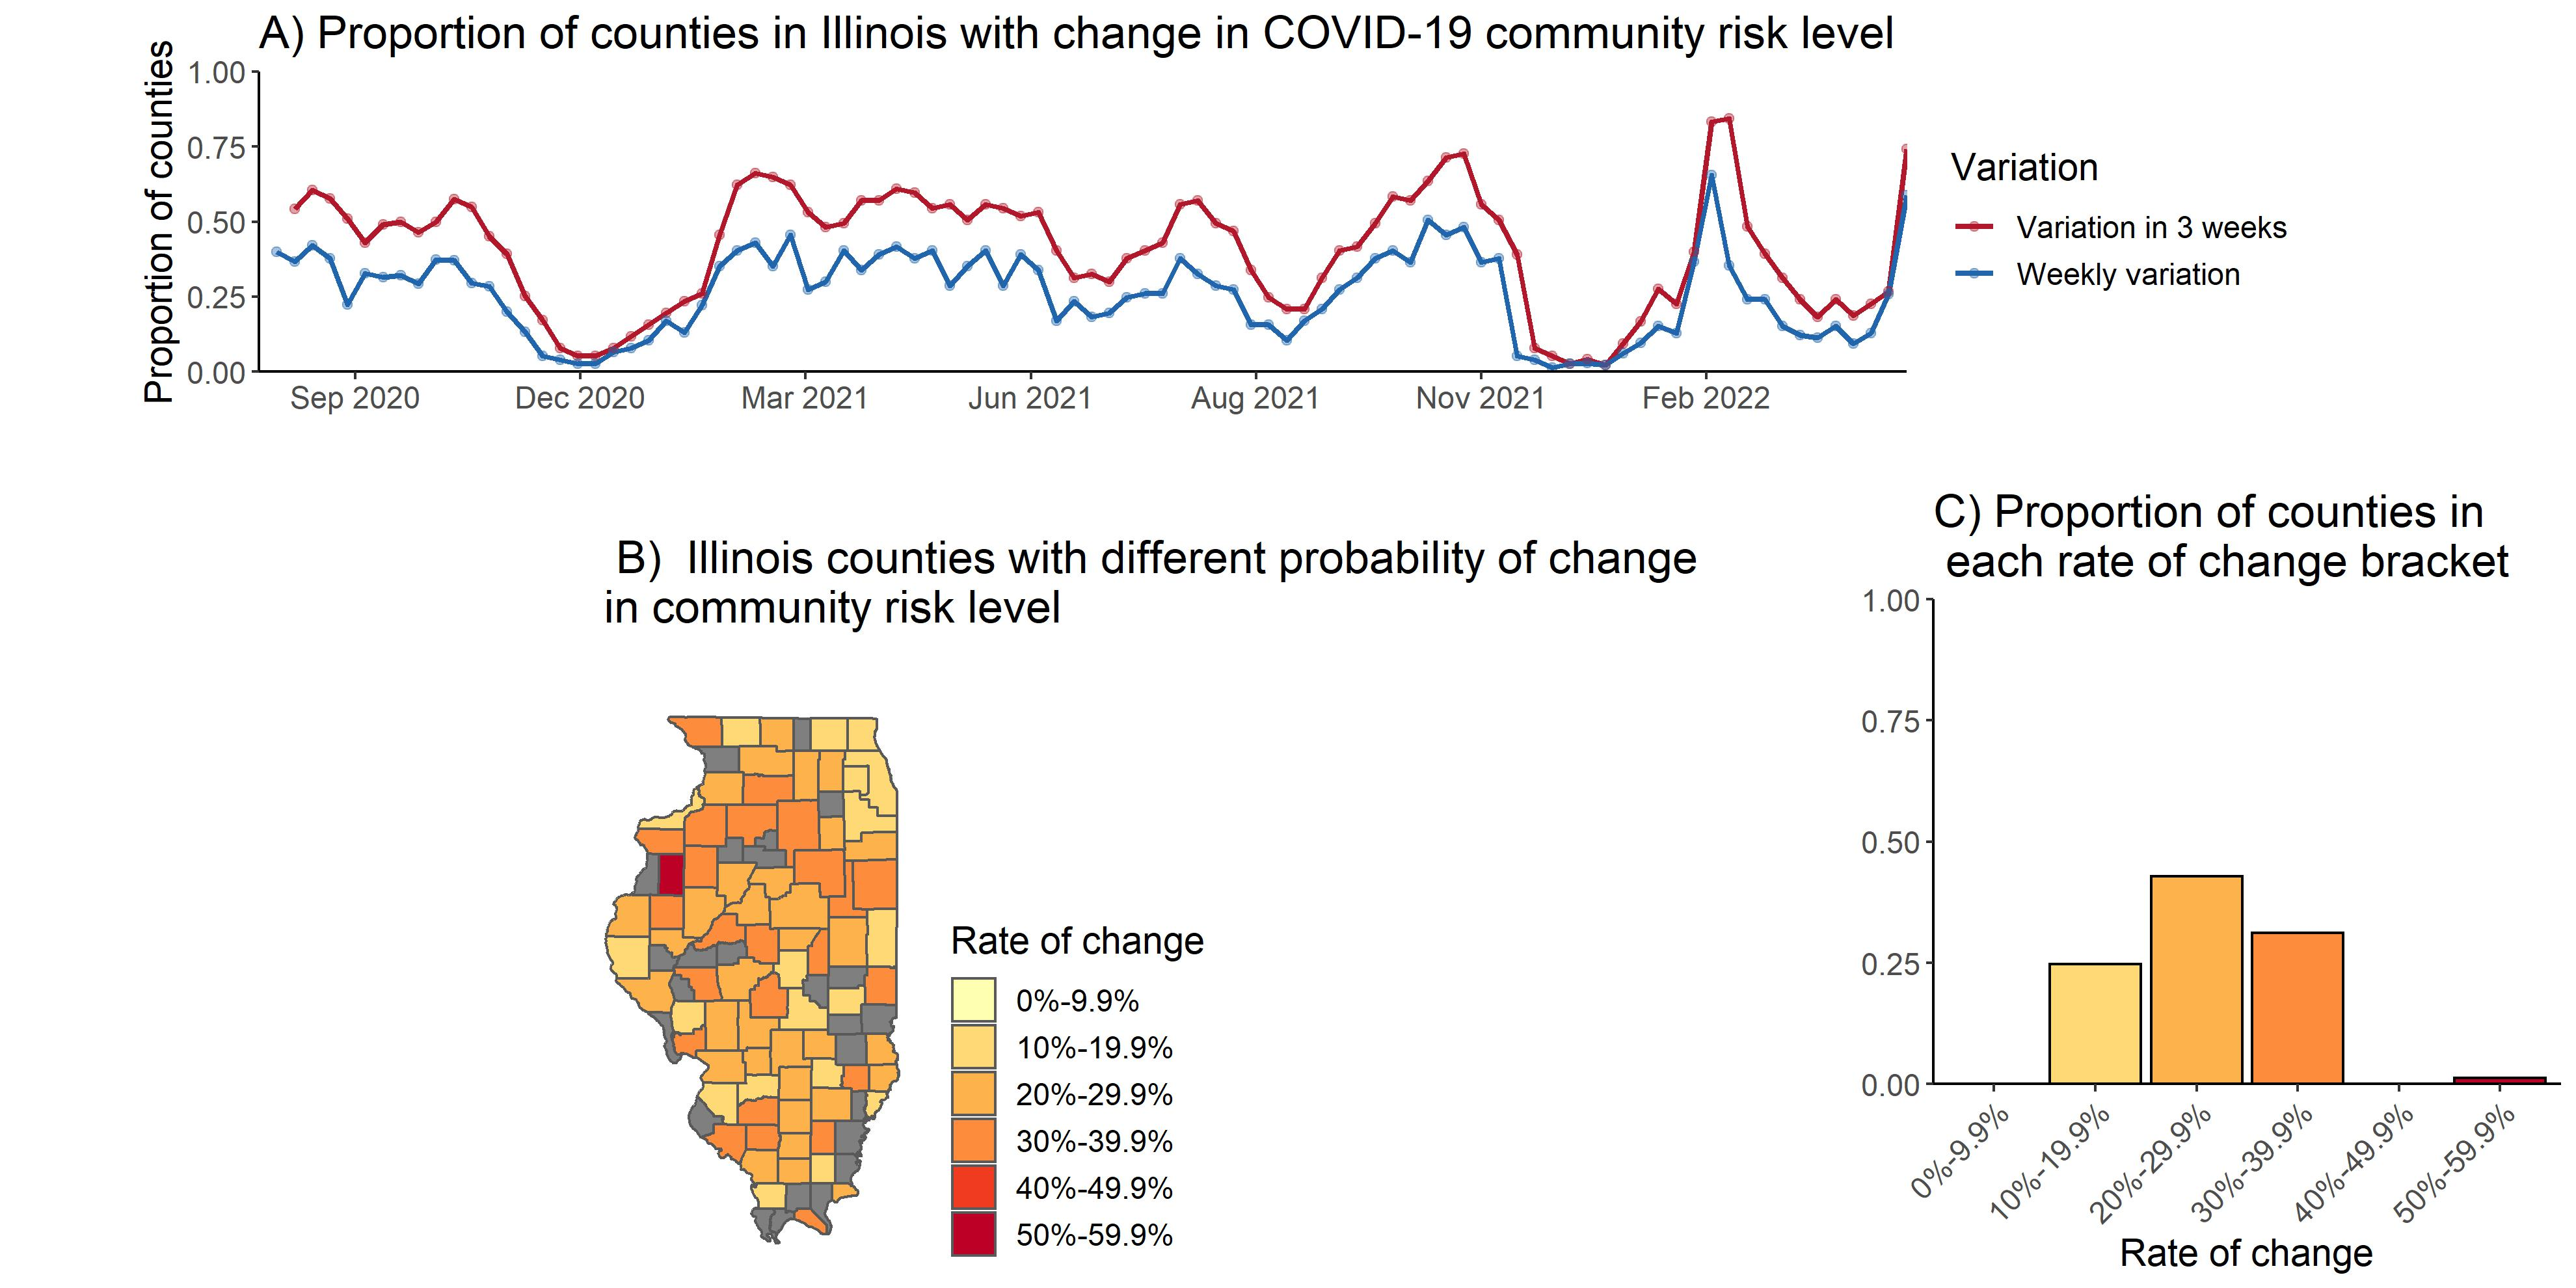 A) Proportion of counties in Illinois with change in COVID-19 community risk level
Proportion of counties
1.00
0.75
0.50
0.25
0.00
Sep 2020
Dec 2020
Mar 2021
Jun 2021
Aug 2021
Nov 2021
Feb 2022
Variation
Variation in 3 weeks
Weekly variation
B) Illinois counties with different probability of change
in community risk level
Rate of change
0%-9.9%
10%-19.9%
20%-29.9%
30%-39.9%
40%-49.9%
50%-59.9%
C) Proportion of counties in
each rate of change bracket
1.00
0.75
0.50
0.25
0.00
0%-9.9%
10%-19.9%
20%-29.9%
30%-39.9%
40%-49.9%
50%-59.9%
Rate of change